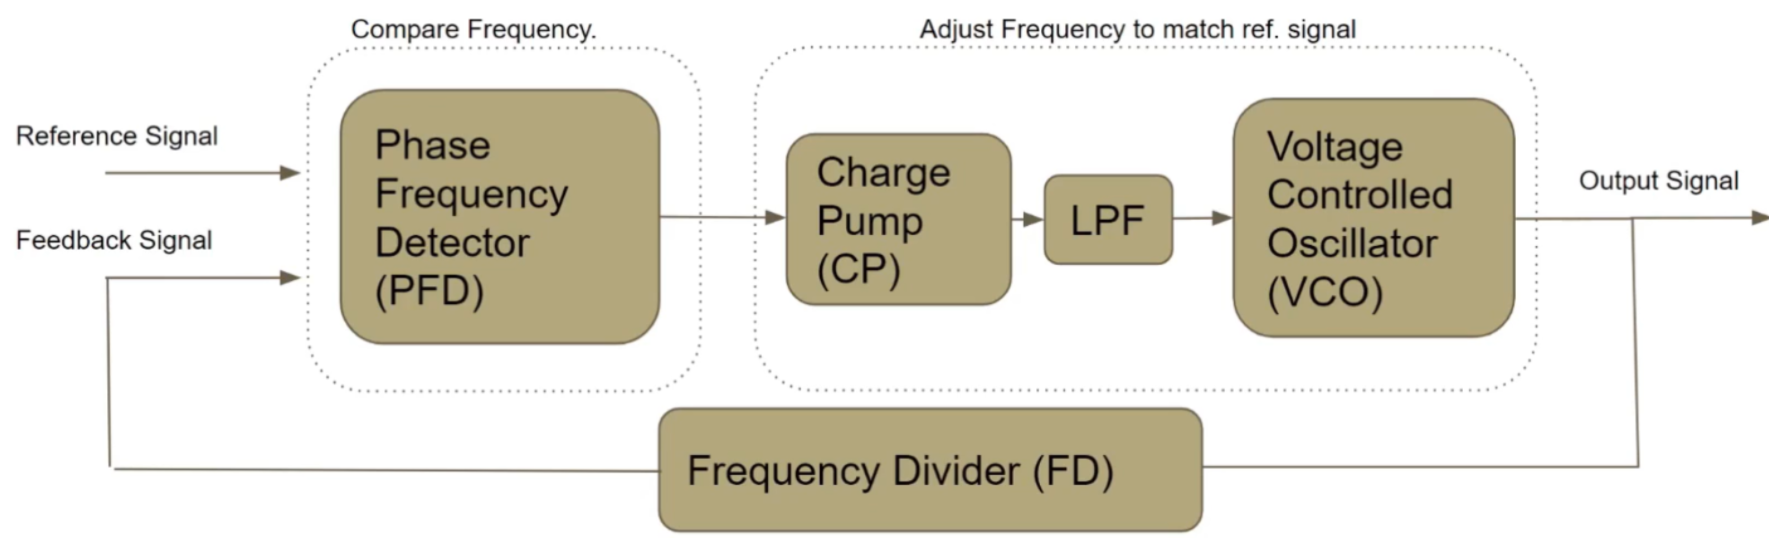 Compare Frequency.
Adjust Frequency to match ref. signal
Reference Signal
Feedback Signal
Phase
Frequency
Detector
(PFD)
Charge
Pump
(CP)
LPF
Voltage
Controlled
Oscillator
(VCO)
Output Signal
Frequency Divider (FD)